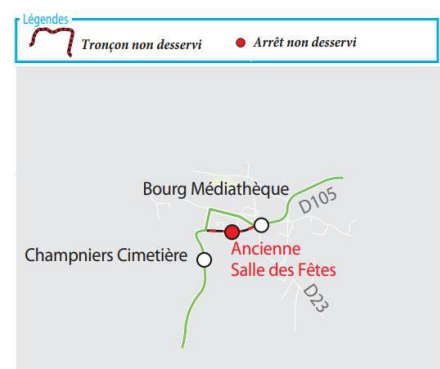 Légendes
Tronçon non desservi
Arrêt non desservi
Bourg Médiathèque
D105
Champniers Cimetière
Ancienne
Salle des Fêtes
D23